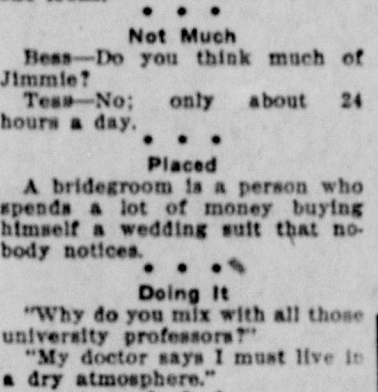 • • •
Not Much
Bess—Do you think much of
Jimmie?
Tess—No; only about 24
hours a day.
• • •
Placed
A bridegroom is a person who
spends a lot of money buying
himself a wedding suit that no-
body notices.
• • •
Doing It
"Why do you mix with all those
university professors?"
"My doctor says I must live in
a dry atmosphere."